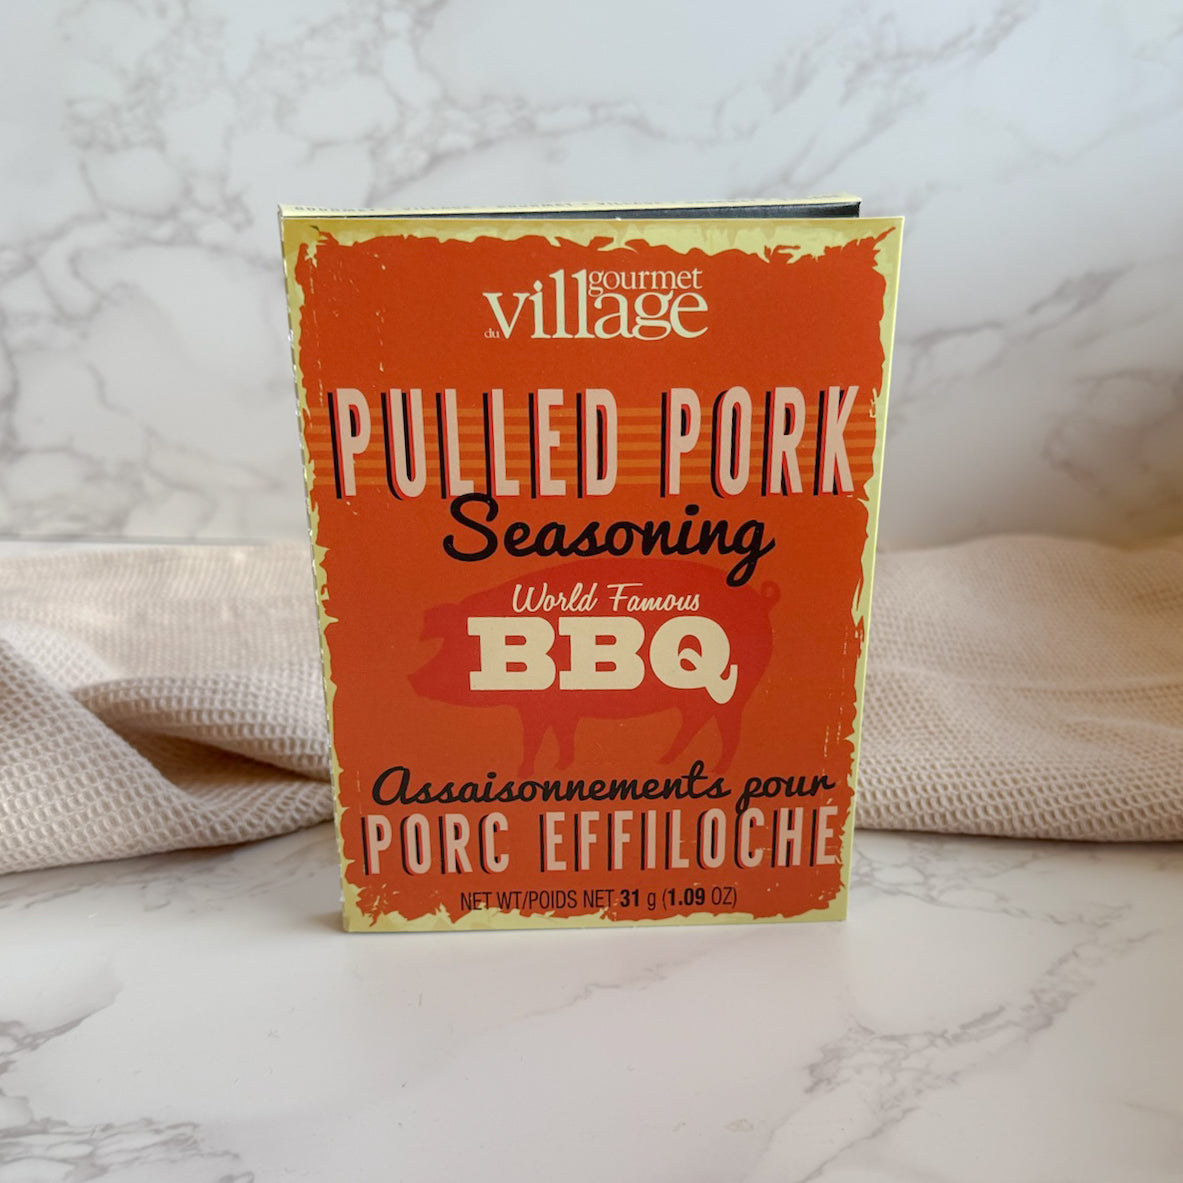 gourmet
du village
PULLED PORK
Seasoning
World Famous
BBQ
Assaisonnements pour
PORC EFFILOCHÉ
NET WT/POIDS NET 31 g (1.09 OZ)